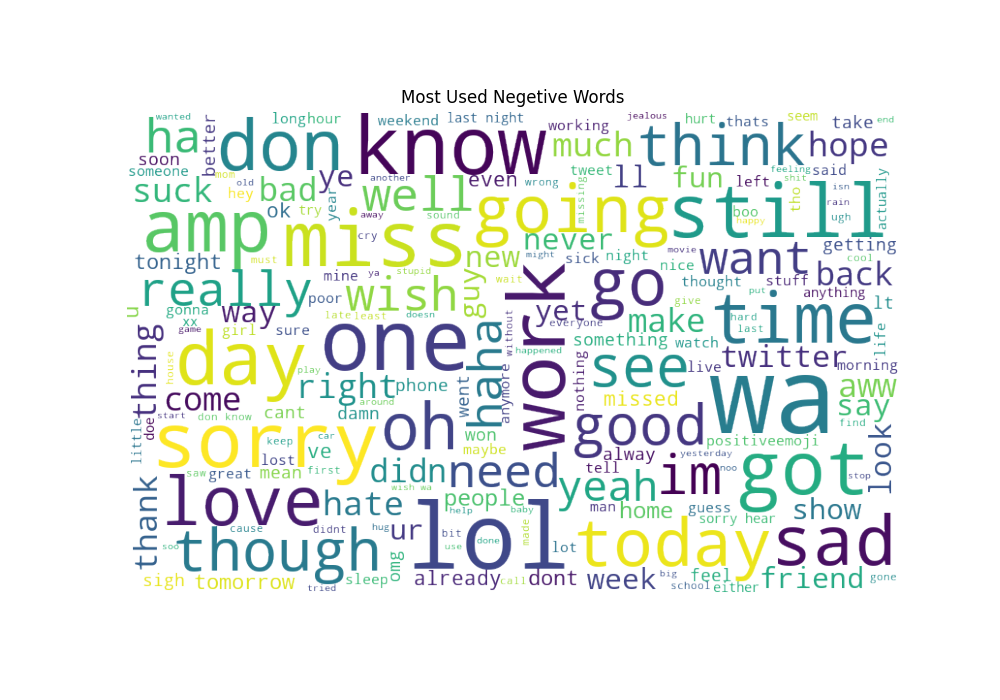 Most Used Negetive Words
wanted
longhour
weekend
last night
jealous
seem
end
ha
don
know
working
hurt
thats
take
better
much
think
hope
soon
someone
mom
ye
another
even
wrong
tweet
ll
fun
left
feeling
shit
said
isn
suck
old
hey
bad
year
well
going
missing
still
tho
rain
actually
amp
ok
try
away
miss
sound
boo
happy
ugh
cry
never
getting
tonight
must
mine
ya
stupid
new
might
sick
night
movie
nice
want
cool
really
poor
wish
guy
wait
work
go
thought
stuff
back
anything
u
gonna
way
late
least
doesn
without
yet
everyone
give
put
time
lt
xx
game
girl
sure
one
haha
happened
something
make
watch
hard
last
life
thing
house
day
play
see
live
twitter
morning
come
right
phone
went
anymore
nothing
missed
wa
aww
little
doe
start
don know
cant
around
damn
oh
good
say
find
sorry
keep
car
won
maybe
alway
positiveemoji
look
saw
great
lost
mean
ve
first
didn
need
tell
yesterday
noo
im
got
stop
thank
love
hate
wish wa
people
yeah
man
home
guess
show
cause
didnt
hug
ur
help
baby
lol
bit
use
done
made
lot
sorry hear
today
sad
soo
though
omg
sigh
tomorrow
tried
sleep
already
call
dont
week
big
school
feel
either
friend
gone